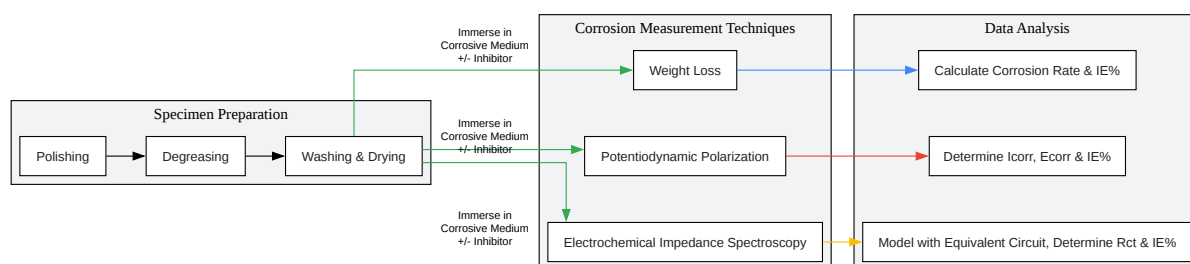 Specimen Preparation
Polishing
Degreasing
Washing & Drying
Immerse in
Corrosive Medium
+/- Inhibitor
Immerse in
Corrosive Medium
+/- Inhibitor
Immerse in
Corrosive Medium
+/- Inhibitor
Corrosion Measurement Techniques
Weight Loss
Potentiodynamic Polarization
Electrochemical Impedance Spectroscopy
Data Analysis
Calculate Corrosion Rate & IE%
Determine Icorr, Ecorr & IE%
Model with Equivalent Circuit, Determine Rct & IE%